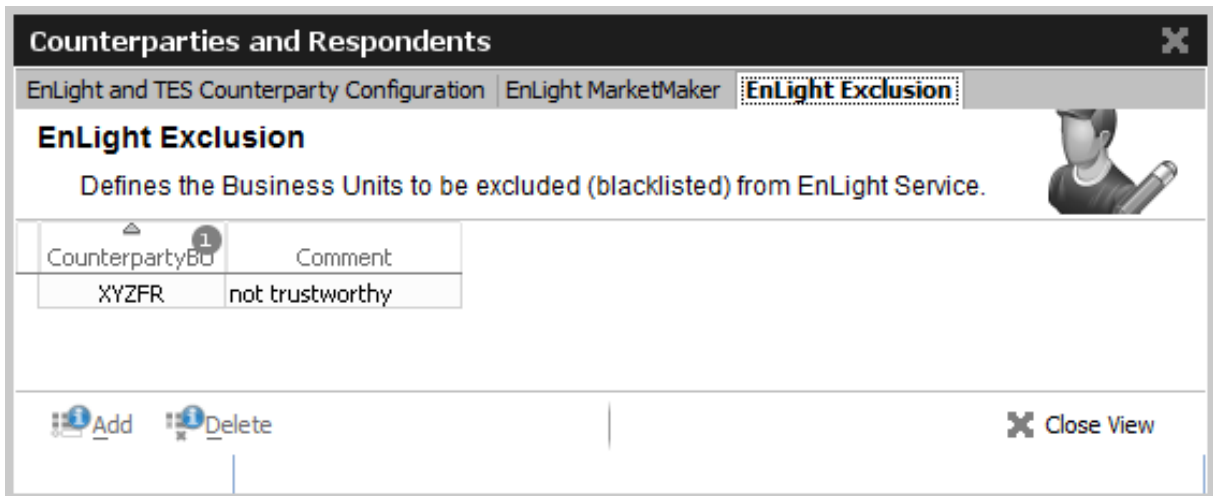 Counterparties and Respondents
EnLight and TES Counterparty Configuration EnLight MarketMaker EnLight Exclusion
EnLight Exclusion
Defines the Business Units to be excluded (blacklisted) from EnLight Service.
1
CounterpartyBU Comment
XYZFR not trustworthy
Add Delete Close View